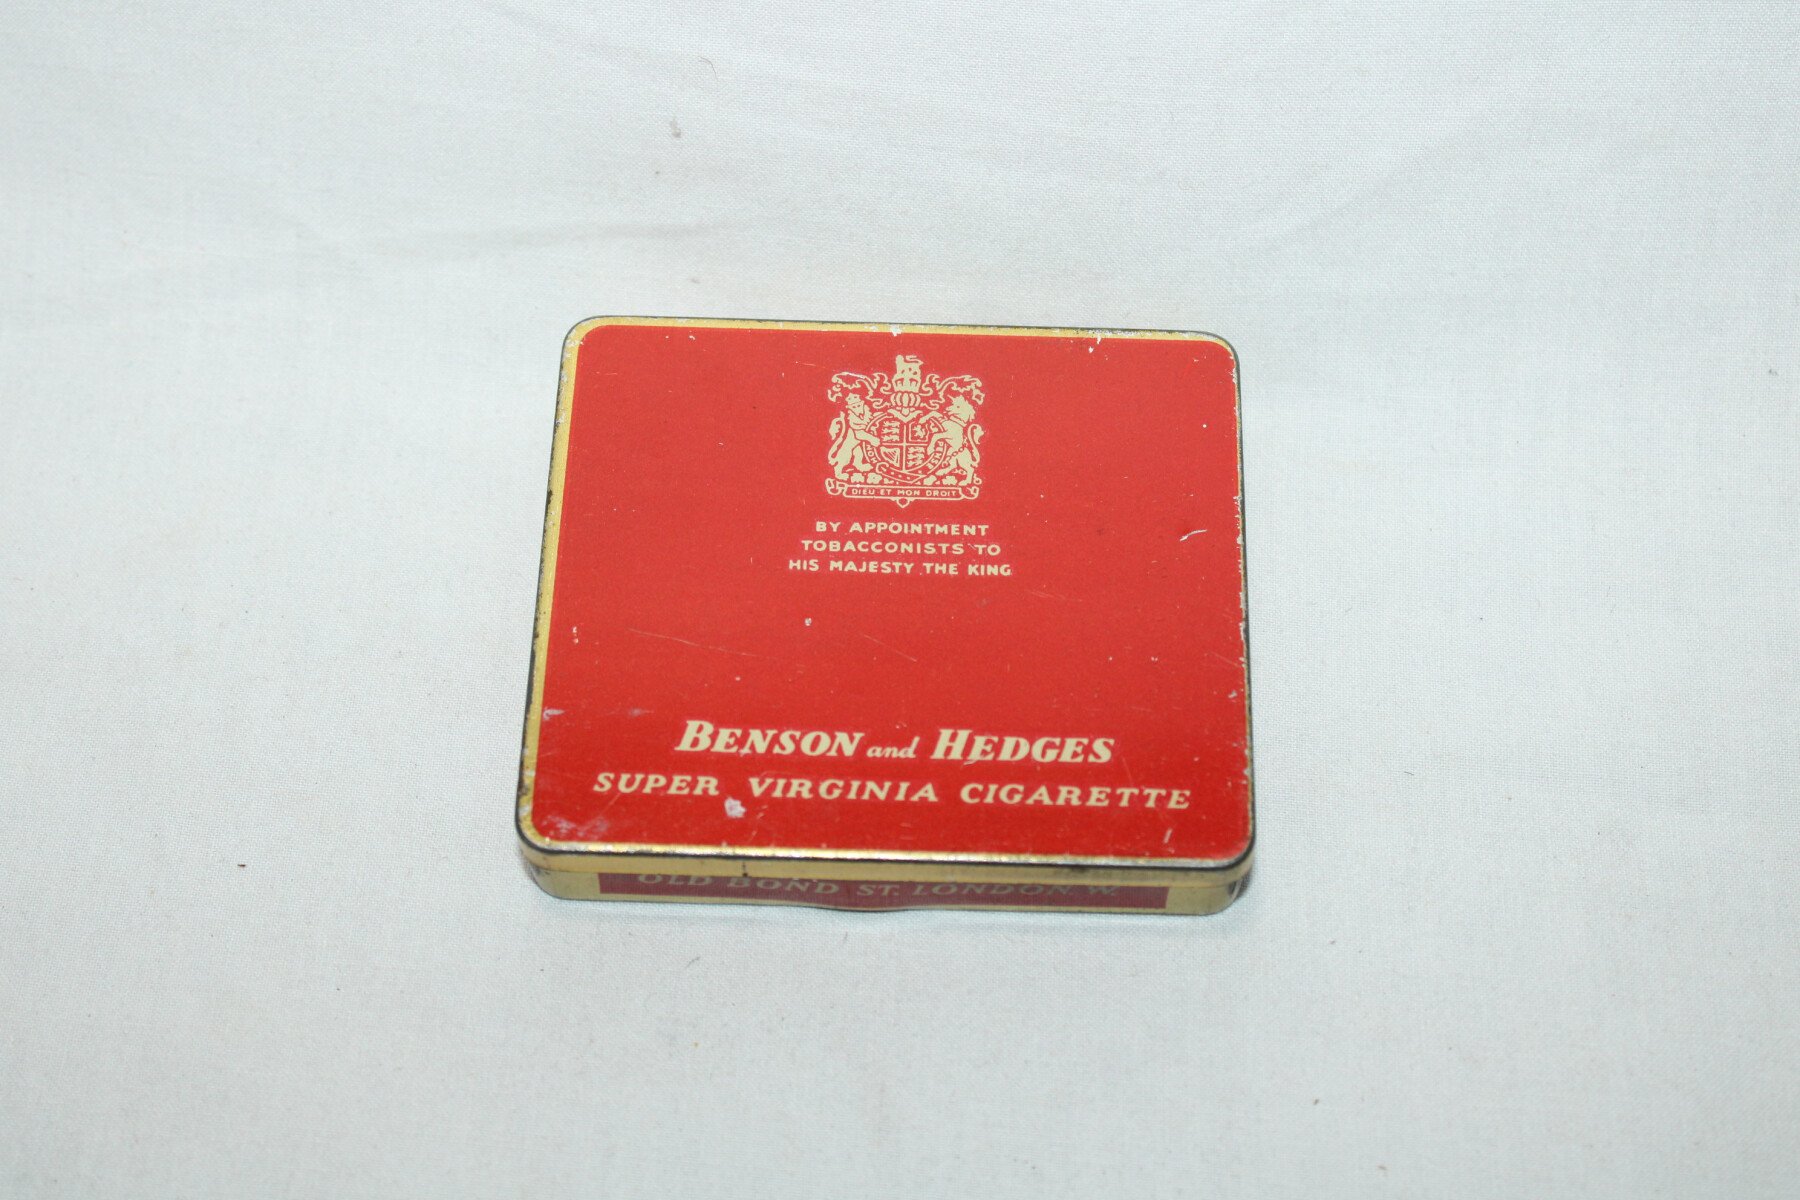 DIEU ET MON DROIT
BY APPOINTMENT
TOBACCONISTS TO
HIS MAJESTY THE KING
BENSON and HEDGES
SUPER VIRGINIA CIGARETTE
OLD BOND ST. LONDON. W.